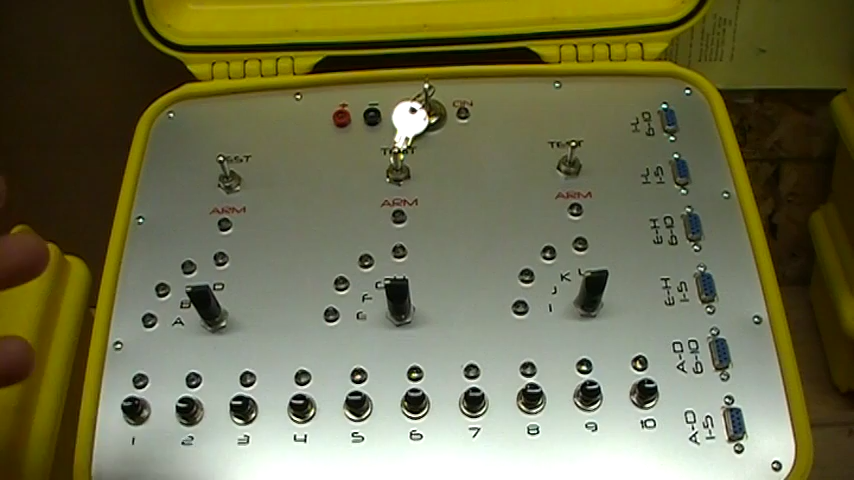 + - ON
TEST TEST TEST
ARM ARM ARM
D
B
A
F
E
K L
J
I
1 2 3 4 5 6 7 8 9 10
I-L
6-10
I-L
1-5
E-H
6-10
E-H
1-5
A-D
6-10
A-D
1-5